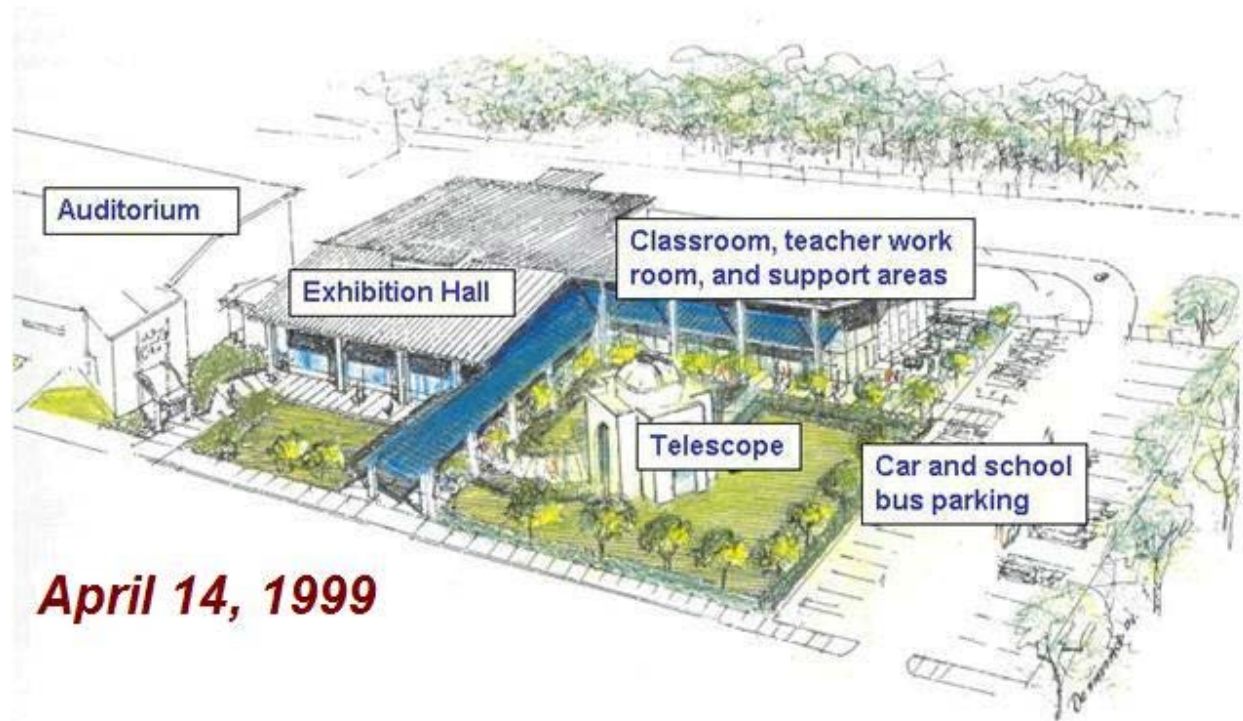 Auditorium
Classroom, teacher work
room, and support areas
Exhibition Hall
Telescope
Car and school
bus parking
April 14, 1999